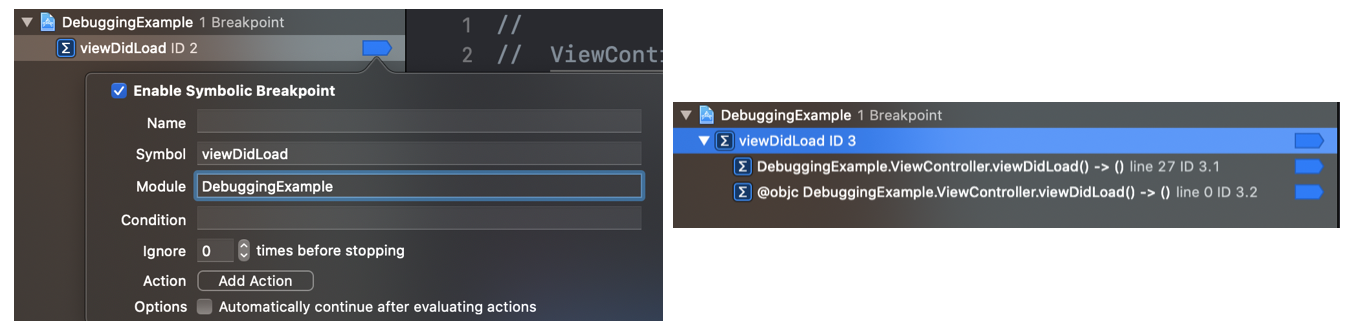 DebuggingExample 1 Breakpoint
viewDidLoad ID 2
1 //
2 // ViewConti
Enable Symbolic Breakpoint
Name
Symbol viewDidLoad
Module DebuggingExample
Condition
Ignore 0 times before stopping
Action Add Action
Options Automatically continue after evaluating actions
DebuggingExample 1 Breakpoint
viewDidLoad ID 3
DebuggingExample.ViewController.viewDidLoad() -> () line 27 ID 3.1
@objc DebuggingExample.ViewController.viewDidLoad() -> () line 0 ID 3.2